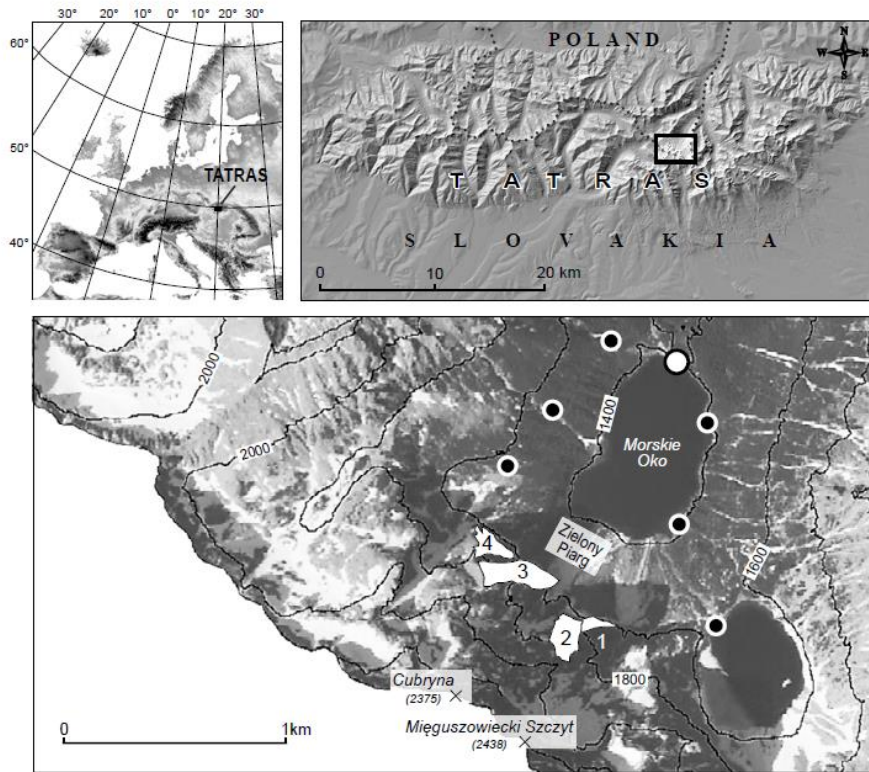 30° 20° 10° 0° 10° 20° 30°
60°
50°
40°
TATRAS
POLAND
N
W E
S
T A T R A S
S L O V A K I A
0 10 20 km
2000
2000
1400
Morskie
Oko
Zielony
Piarg
1600
4
3
2
1
1800
Cubryna
(2375)
Mięguszowiecki Szczyt
(2438)
0 1km